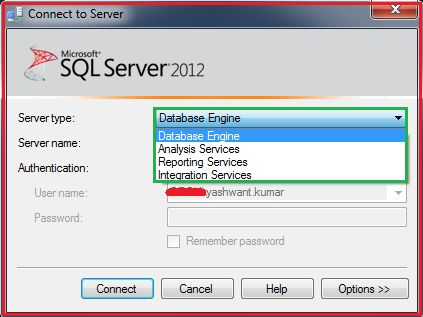 Connect to Server
Microsoft
SQL Server 2012
Server type: Database Engine
Database Engine
Server name:
Analysis Services
Reporting Services
Authentication:
Integration Services
User name: yashwant.kumar
Password:
Remember password
Connect Cancel Help Options >>